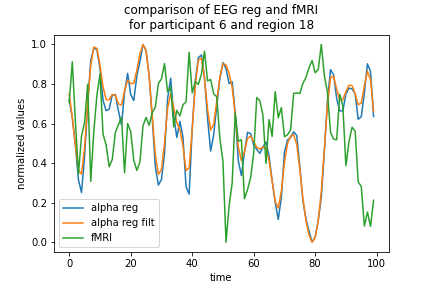 comparison of EEG reg and fMRI
for participant 6 and region 18
normalized values
1.0
0.8
0.6
0.4
0.2
0.0
alpha reg
alpha reg filt
fMRI
0
20
40
60
80
100
time